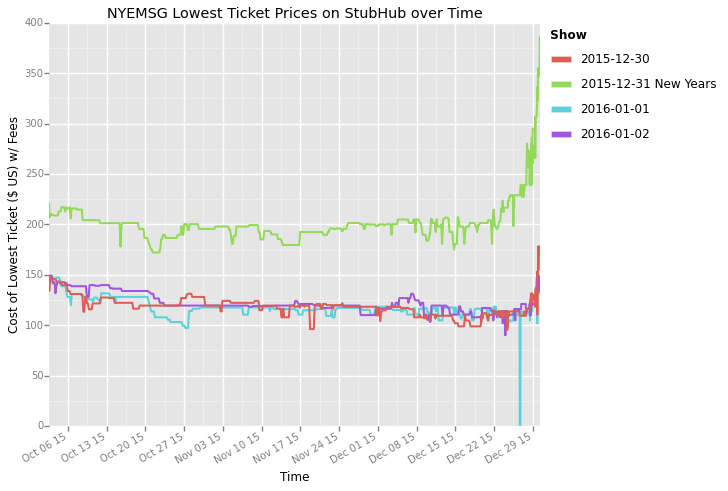 NYEMSG Lowest Ticket Prices on StubHub over Time
Cost of Lowest Ticket ($ US) w/ Fees
400
350
300
250
200
150
100
50
0
Oct 06 15
Oct 13 15
Oct 20 15
Oct 27 15
Nov 03 15
Nov 10 15
Nov 17 15
Nov 24 15
Dec 01 15
Dec 08 15
Dec 15 15
Dec 22 15
Dec 29 15
Time
Show
2015-12-30
2015-12-31 New Years
2016-01-01
2016-01-02